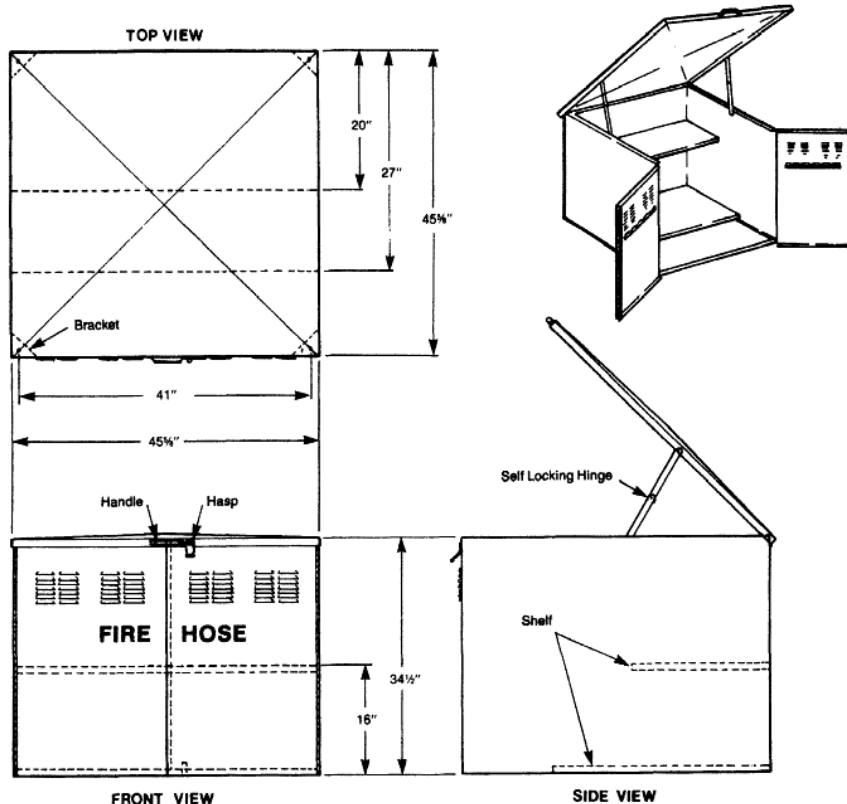 TOP VIEW
20"
27"
45⅝"
Bracket
41"
45⅝"
Self Locking Hinge
Handle
Hasp
FIRE HOSE
Shelf
34½"
16"
FRONT VIEW
SIDE VIEW